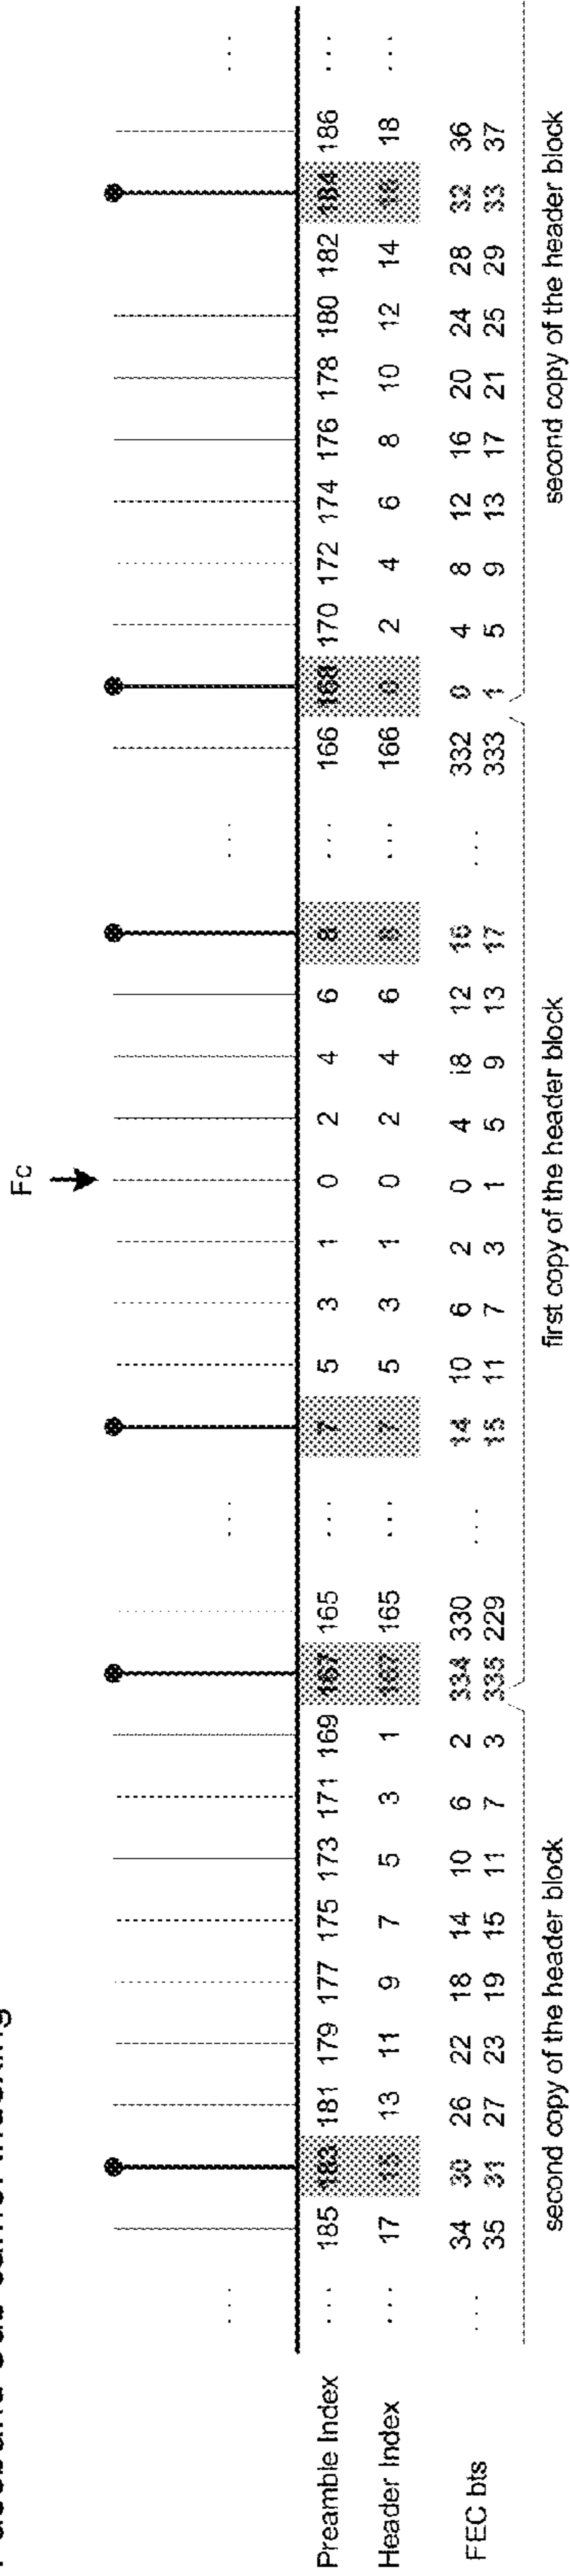 Fc
... ... ... ...
Preamble Index ... 185 183 181 179 177 175 173 171 169 167 165 ... 7 5 3 1 0 2 4 6 8 ... 166 168 170 172 174 176 178 180 182 184 186 ...
Header Index ... 17 15 13 11 9 7 5 3 1 167 165 ... 7 5 3 1 0 2 4 6 8 ... 166 0 2 4 6 8 10 12 14 16 18 ...
FEC bts ... 34 30 26 22 18 14 10 6 2 334 330 ... 14 10 6 2 0 4 i8 12 16 ... 332 0 4 8 12 16 20 24 28 32 36
35 31 27 23 19 15 11 7 3 335 229 15 11 7 3 1 5 9 13 17 333 1 5 9 13 17 21 25 29 33 37
second copy of the header block first copy of the header block second copy of the header block